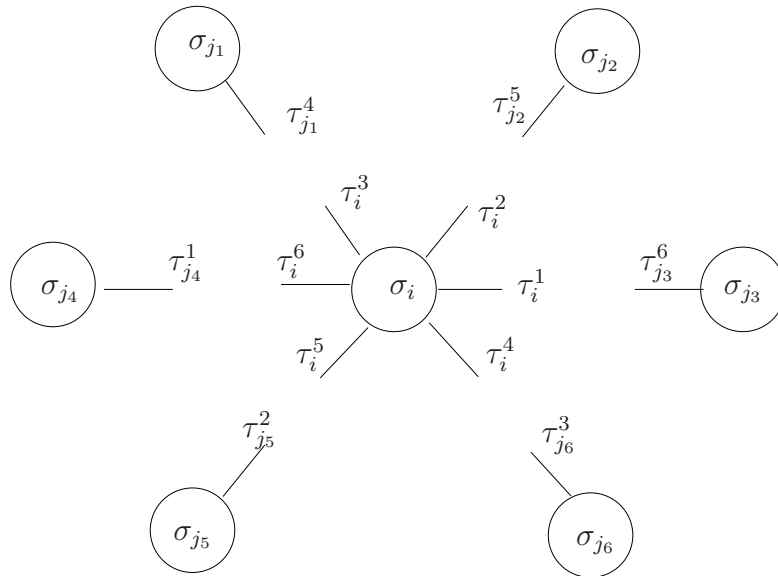 σ_{j_1} σ_{j_2}
τ_{j_1}^4 τ_{j_2}^5
τ_i^3 τ_i^2
σ_{j_4} τ_{j_4}^1 τ_i^6 σ_i τ_i^1 τ_{j_3}^6 σ_{j_3}
τ_i^5 τ_i^4
τ_{j_5}^2 τ_{j_6}^3
σ_{j_5} σ_{j_6}